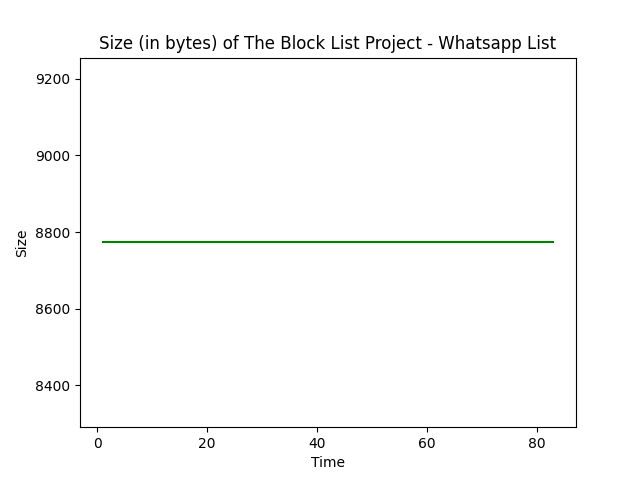 Size (in bytes) of The Block List Project - Whatsapp List
9200
9000
8800
8600
8400
Size
0 20 40 60 80
Time